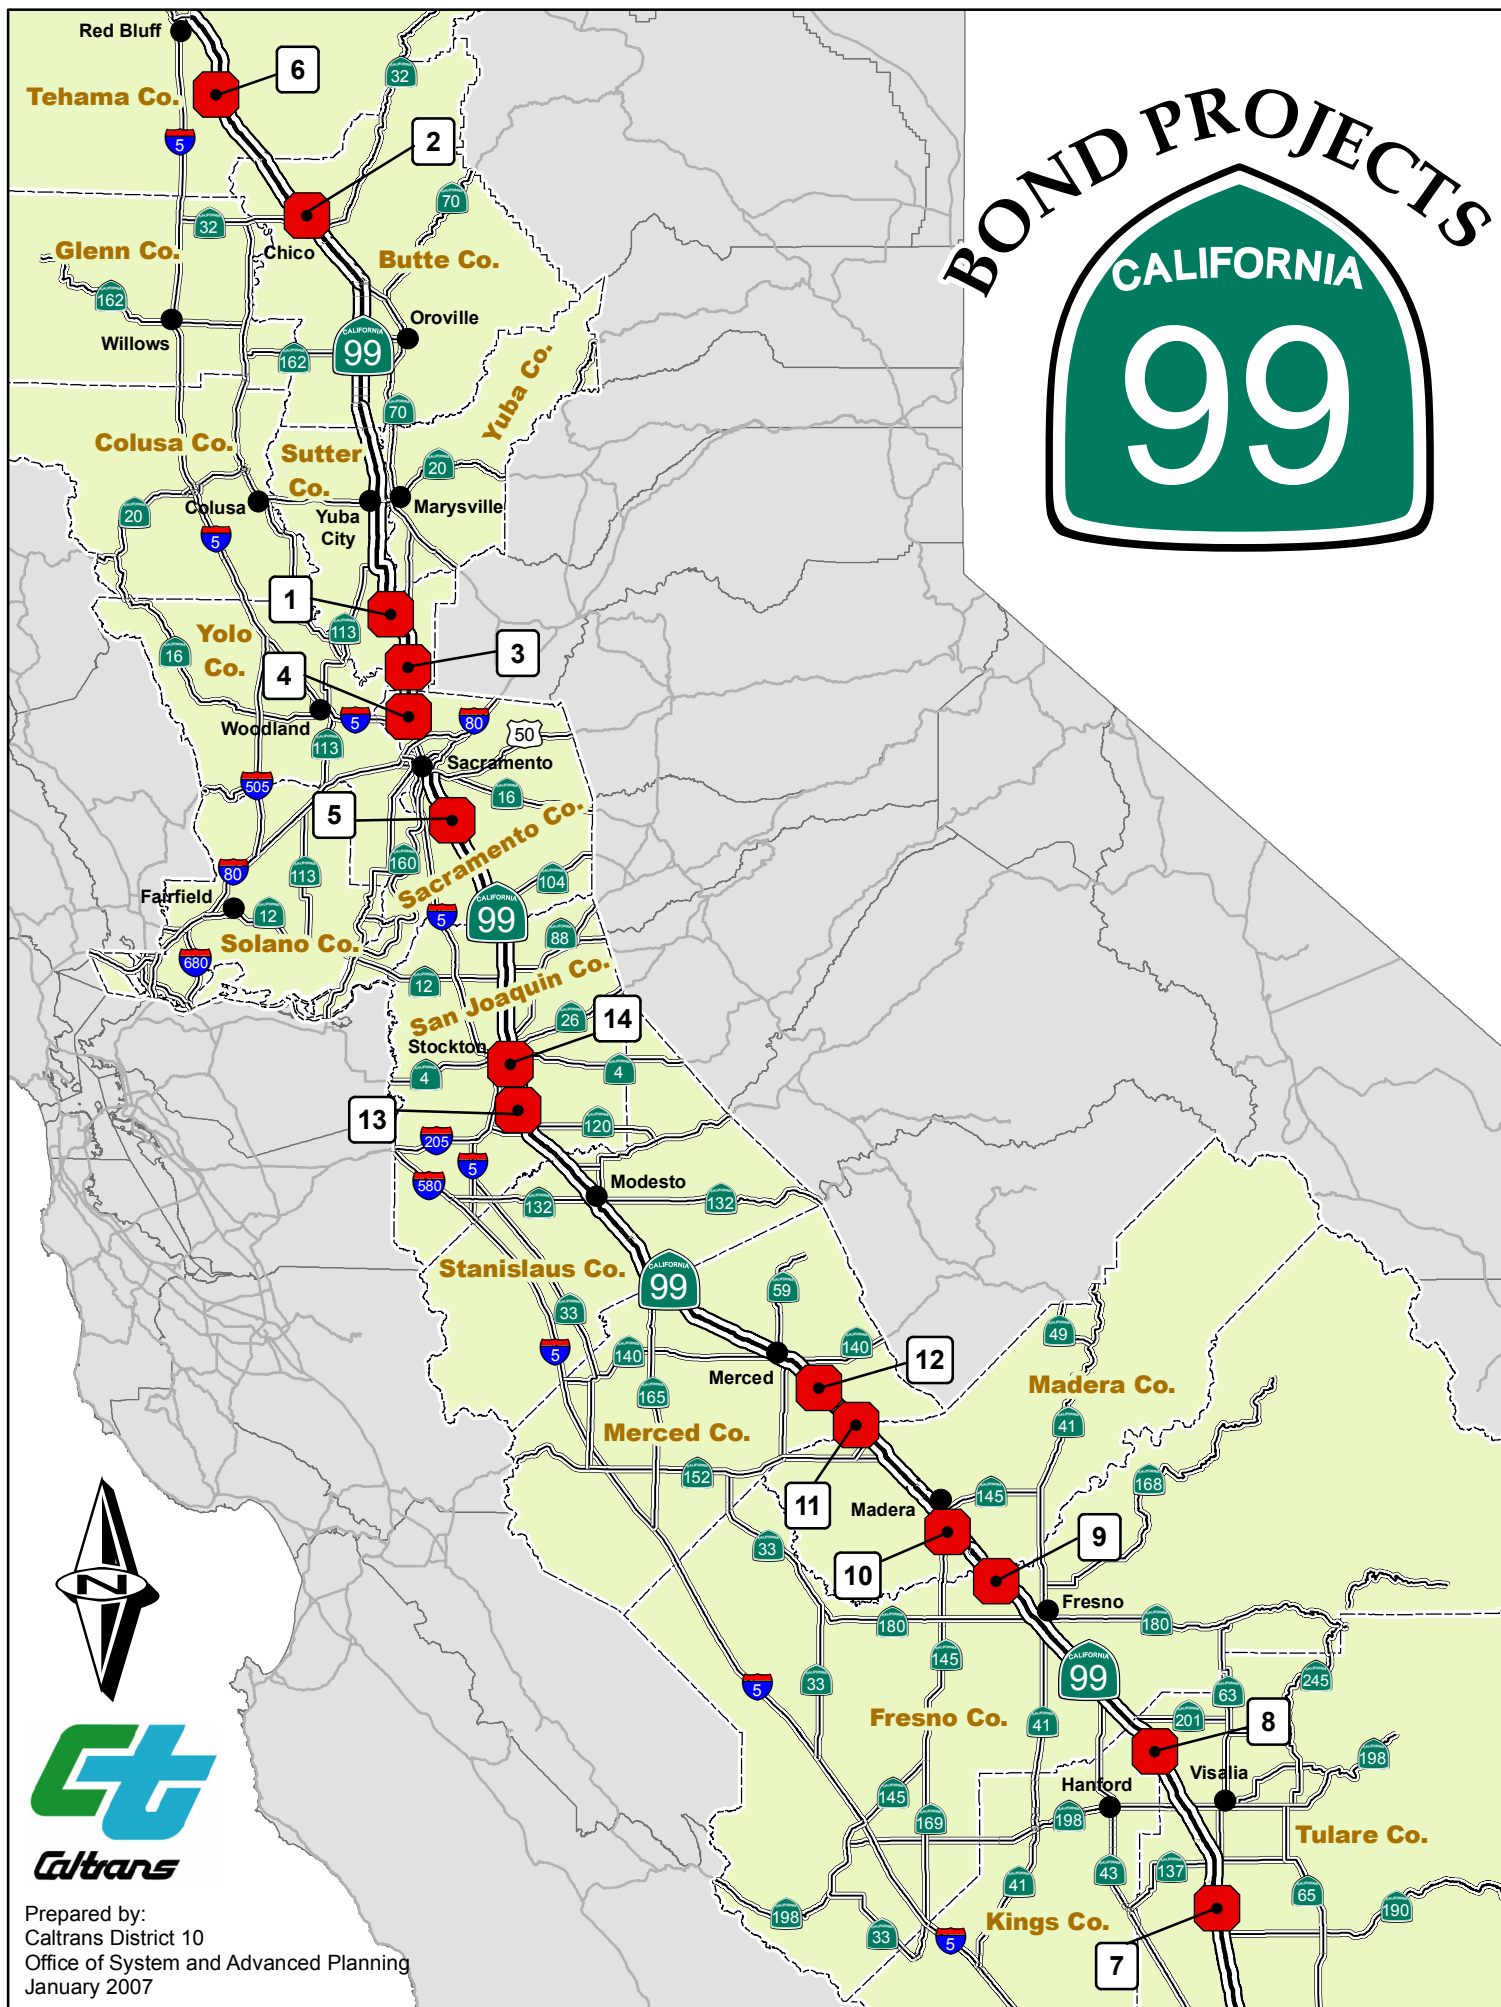 BOND PROJECTS
CALIFORNIA
99
Red Bluff
6
32
Tehama Co.
2
5
70
32
Glenn Co.
Chico
Butte Co.
162
Willows
Oroville
CALIFORNIA
99
162
Yuba Co.
70
Colusa Co.
Sutter
Co.
20
20
Colusa
Yuba
City
Marysville
5
1
Yolo
Co.
113
16
3
4
Woodland
5
80
50
113
Sacramento
505
16
5
Sacramento Co.
160
80
113
104
Fairfield
12
5
CALIFORNIA
99
88
Solano Co.
680
12
San Joaquin Co.
26
14
Stockton
4
4
13
120
205
5
580
Modesto
132
132
Stanislaus Co.
CALIFORNIA
99
59
33
49
5
140
140
12
Merced
165
Madera Co.
41
Merced Co.
152
168
11
Madera
145
33
9
10
Fresno
180
180
145
CALIFORNIA
99
33
5
245
63
Fresno Co.
41
201
8
198
Hanford
Visalia
145
198
169
Tulare Co.
41
43
137
65
198
33
Kings Co.
190
5
7
N
Caltrans
Prepared by:
Caltrans District 10
Office of System and Advanced Planning
January 2007